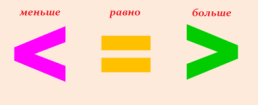 меньше равно больше
< = >